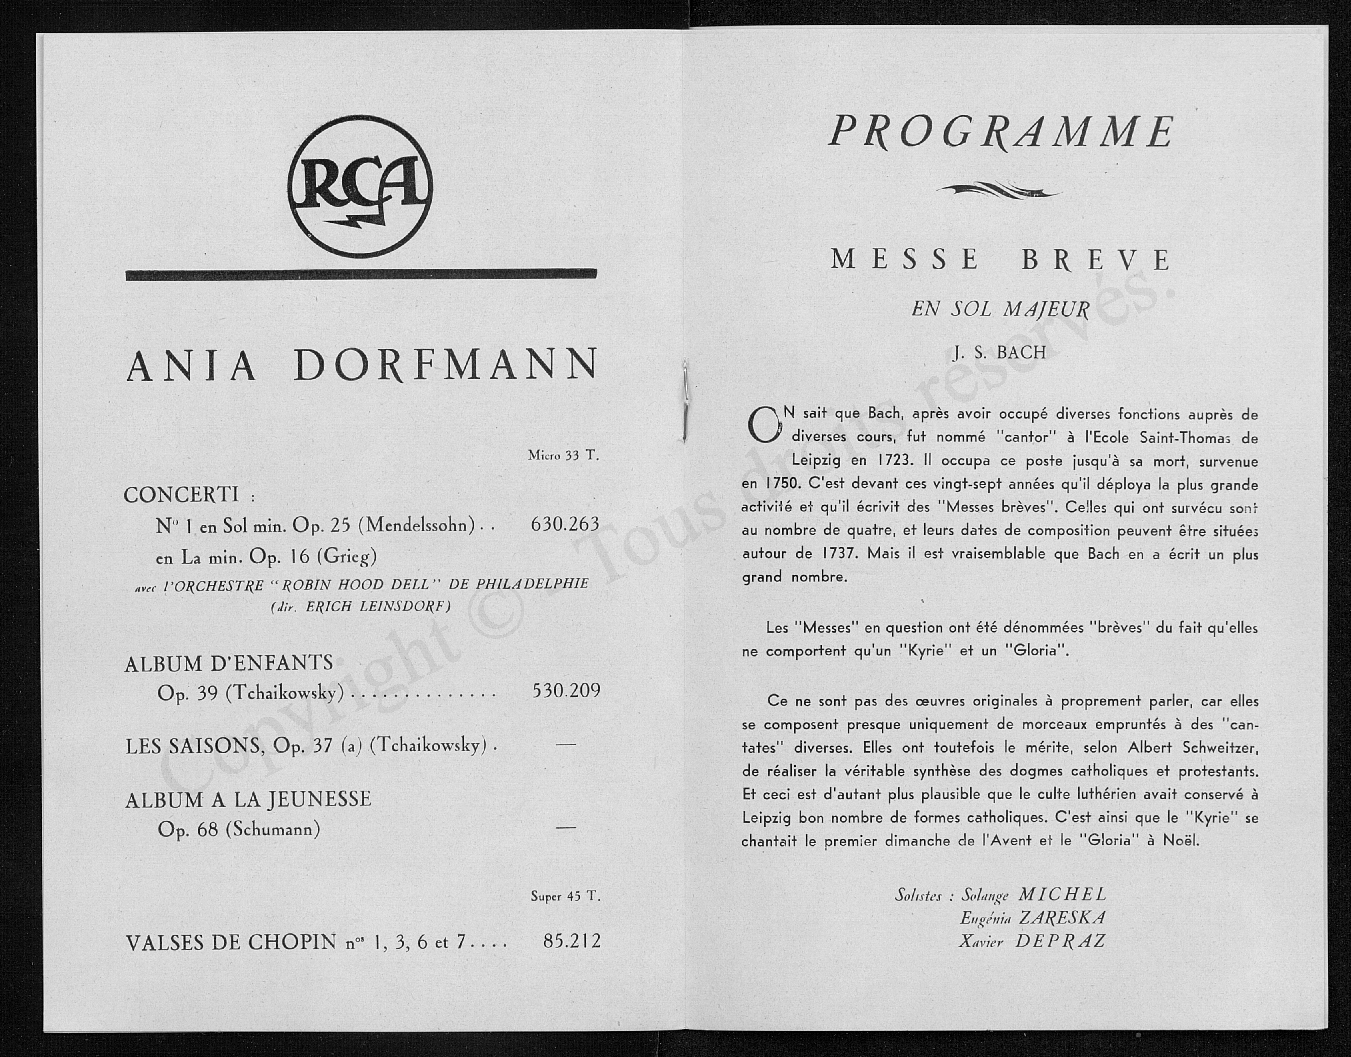 RCA
ANIA DORFMANN
Micro 33 T.
CONCERTI :
N° 1 en Sol min. Op. 25 (Mendelssohn) . . 630.263
en La min. Op. 16 (Grieg)
avec l'ORCHESTRE "ROBIN HOOD DELL" DE PHILADELPHIE
(dir. ERICH LEINSDORF)
ALBUM D'ENFANTS
Op. 39 (Tchaikowsky) . . . . . . . . . . . . . . 530.209
LES SAISONS, Op. 37 (a) (Tchaikowsky) . —
ALBUM A LA JEUNESSE
Op. 68 (Schumann) —
Super 45 T.
VALSES DE CHOPIN nos 1, 3, 6 et 7 . . . . 85.212
PROGRAMME
MESSE BREVE
EN SOL MAJEUR
J. S. BACH
ON sait que Bach, après avoir occupé diverses fonctions auprès de
diverses cours, fut nommé "cantor" à l'Ecole Saint-Thomas de
Leipzig en 1723. Il occupa ce poste jusqu'à sa mort, survenue
en 1750. C'est devant ces vingt-sept années qu'il déploya la plus grande
activité et qu'il écrivit des "Messes brèves". Celles qui ont survécu sont
au nombre de quatre, et leurs dates de composition peuvent être situées
autour de 1737. Mais il est vraisemblable que Bach en a écrit un plus
grand nombre.
Les "Messes" en question ont été dénommées "brèves" du fait qu'elles
ne comportent qu'un "Kyrie" et un "Gloria".
Ce ne sont pas des œuvres originales à proprement parler, car elles
se composent presque uniquement de morceaux empruntés à des "can-
tates" diverses. Elles ont toutefois le mérite, selon Albert Schweitzer,
de réaliser la véritable synthèse des dogmes catholiques et protestants.
Et ceci est d'autant plus plausible que le culte luthérien avait conservé à
Leipzig bon nombre de formes catholiques. C'est ainsi que le "Kyrie" se
chantait le premier dimanche de l'Avent et le "Gloria" à Noël.
Solistes : Solange MICHEL
Eugénia ZARESKA
Xavier DEPRAZ
Copyright © - Tous droits réservés.